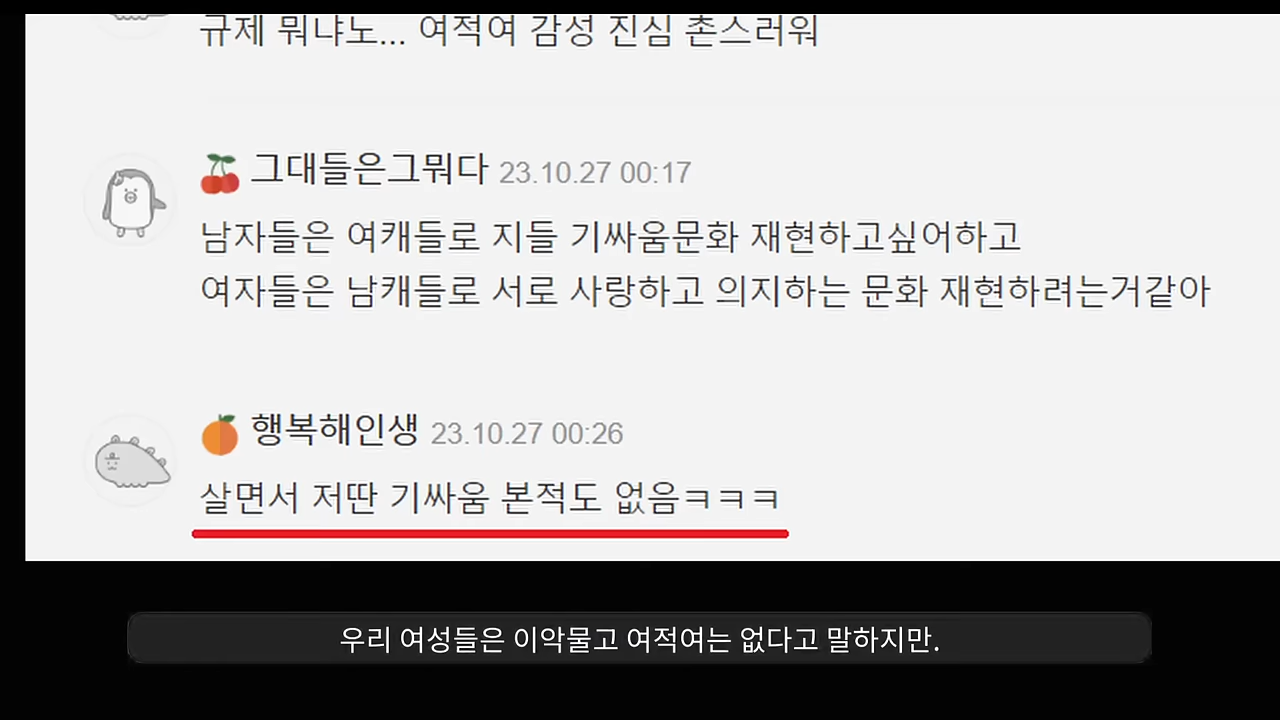 규제 뭐냐노... 여적여 감성 진심 촌스러워
그대들은그뭐다 23.10.27 00:17
남자들은 여캐들로 지들 기싸움문화 재현하고싶어하고
여자들은 남캐들로 서로 사랑하고 의지하는 문화 재현하려는거같아
행복해인생 23.10.27 00:26
살면서 저딴 기싸움 본적도 없음ㅋㅋㅋ
우리 여성들은 이악물고 여적여는 없다고 말하지만.